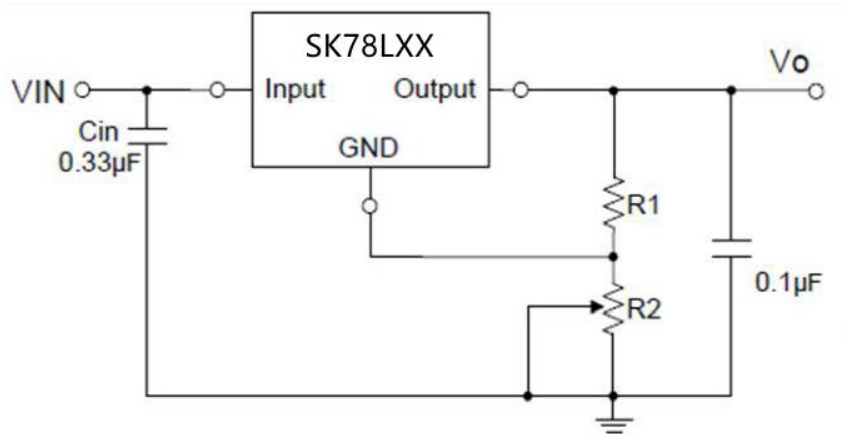 SK78LXX
VIN
Input
Output
Vo
Cin
0.33µF
GND
R1
R2
0.1µF